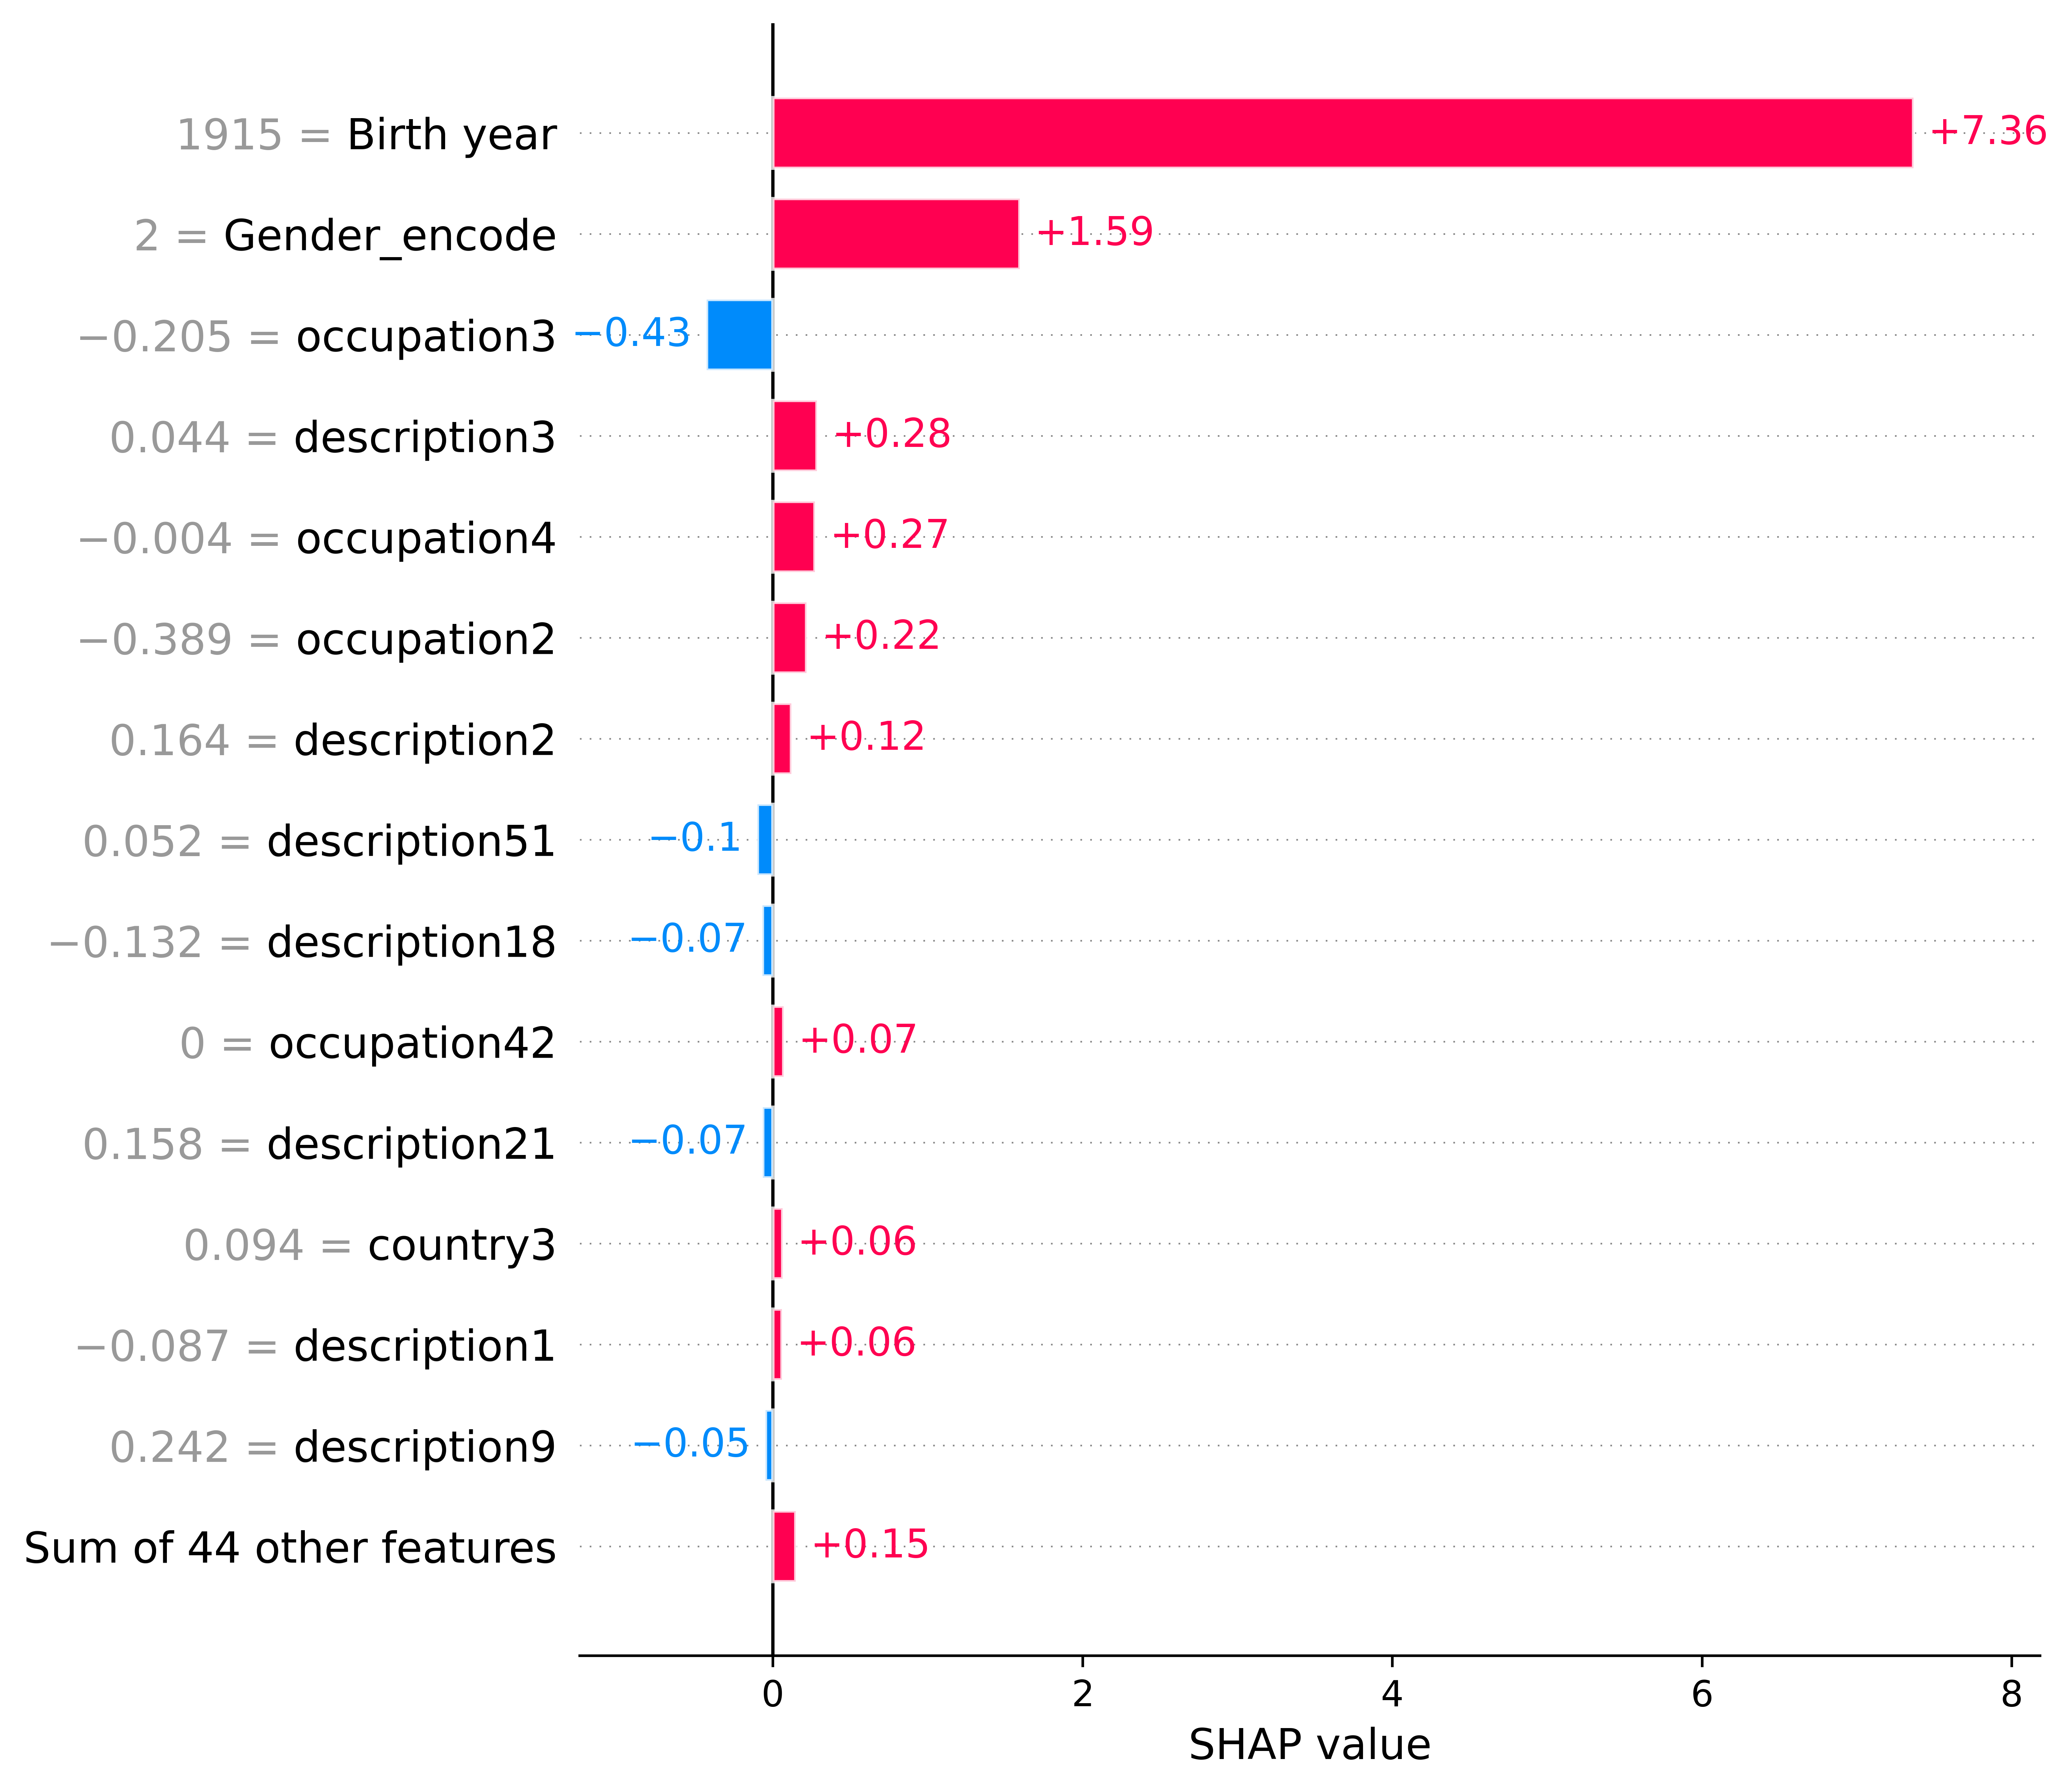 1915 = Birth year +7.36
2 = Gender_encode +1.59
−0.205 = occupation3 −0.43
0.044 = description3 +0.28
−0.004 = occupation4 +0.27
−0.389 = occupation2 +0.22
0.164 = description2 +0.12
0.052 = description51 −0.1
−0.132 = description18 −0.07
0 = occupation42 +0.07
0.158 = description21 −0.07
0.094 = country3 +0.06
−0.087 = description1 +0.06
0.242 = description9 −0.05
Sum of 44 other features +0.15
0 2 4 6 8
SHAP value